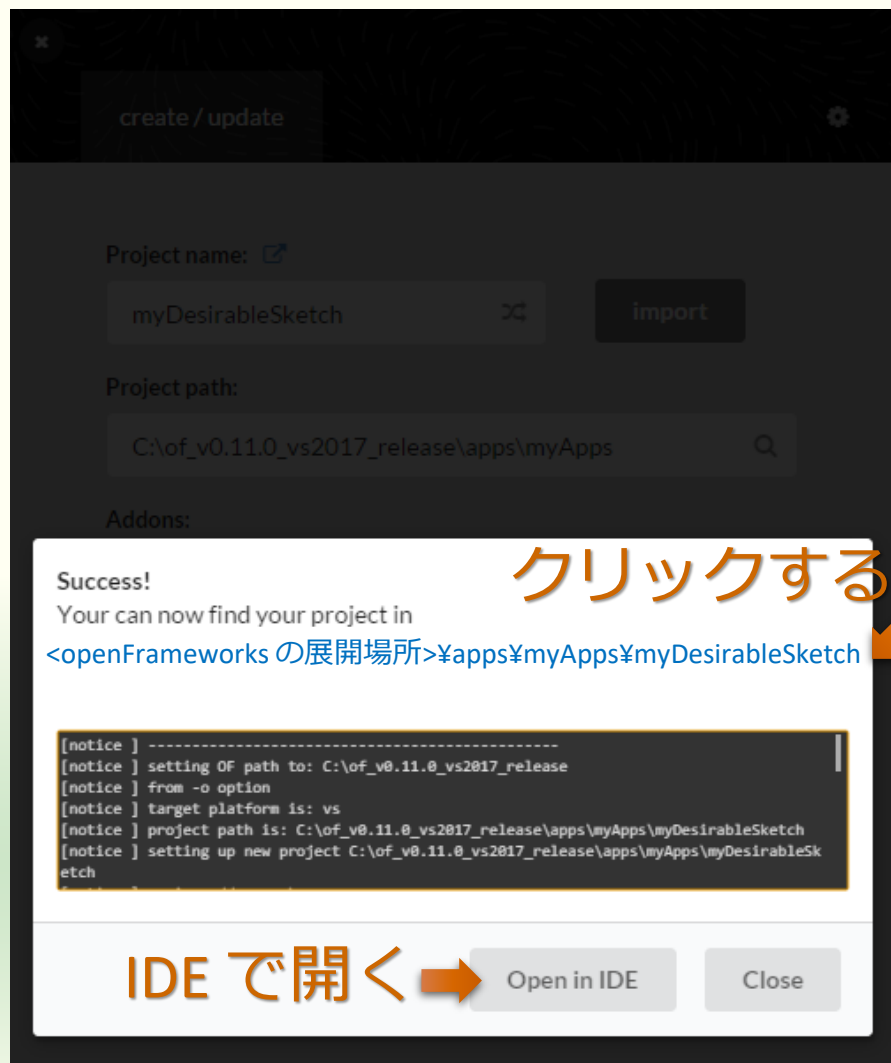 create / update
Project name:
myDesirableSketch
import
Project path:
C:\of_v0.11.0_vs2017_release\apps\myApps
Addons:
クリックする
Success!
Your can now find your project in
<openFrameworks の展開場所>¥apps¥myApps¥myDesirableSketch
[notice ] -----------------------------------------------
[notice ] setting OF path to: C:\of_v0.11.0_vs2017_release
[notice ] from -o option
[notice ] target platform is: vs
[notice ] project path is: C:\of_v0.11.0_vs2017_release\apps\myApps\myDesirableSketch
[notice ] setting up new project C:\of_v0.11.0_vs2017_release\apps\myApps\myDesirableSk
etch
IDE で開く
Open in IDE
Close